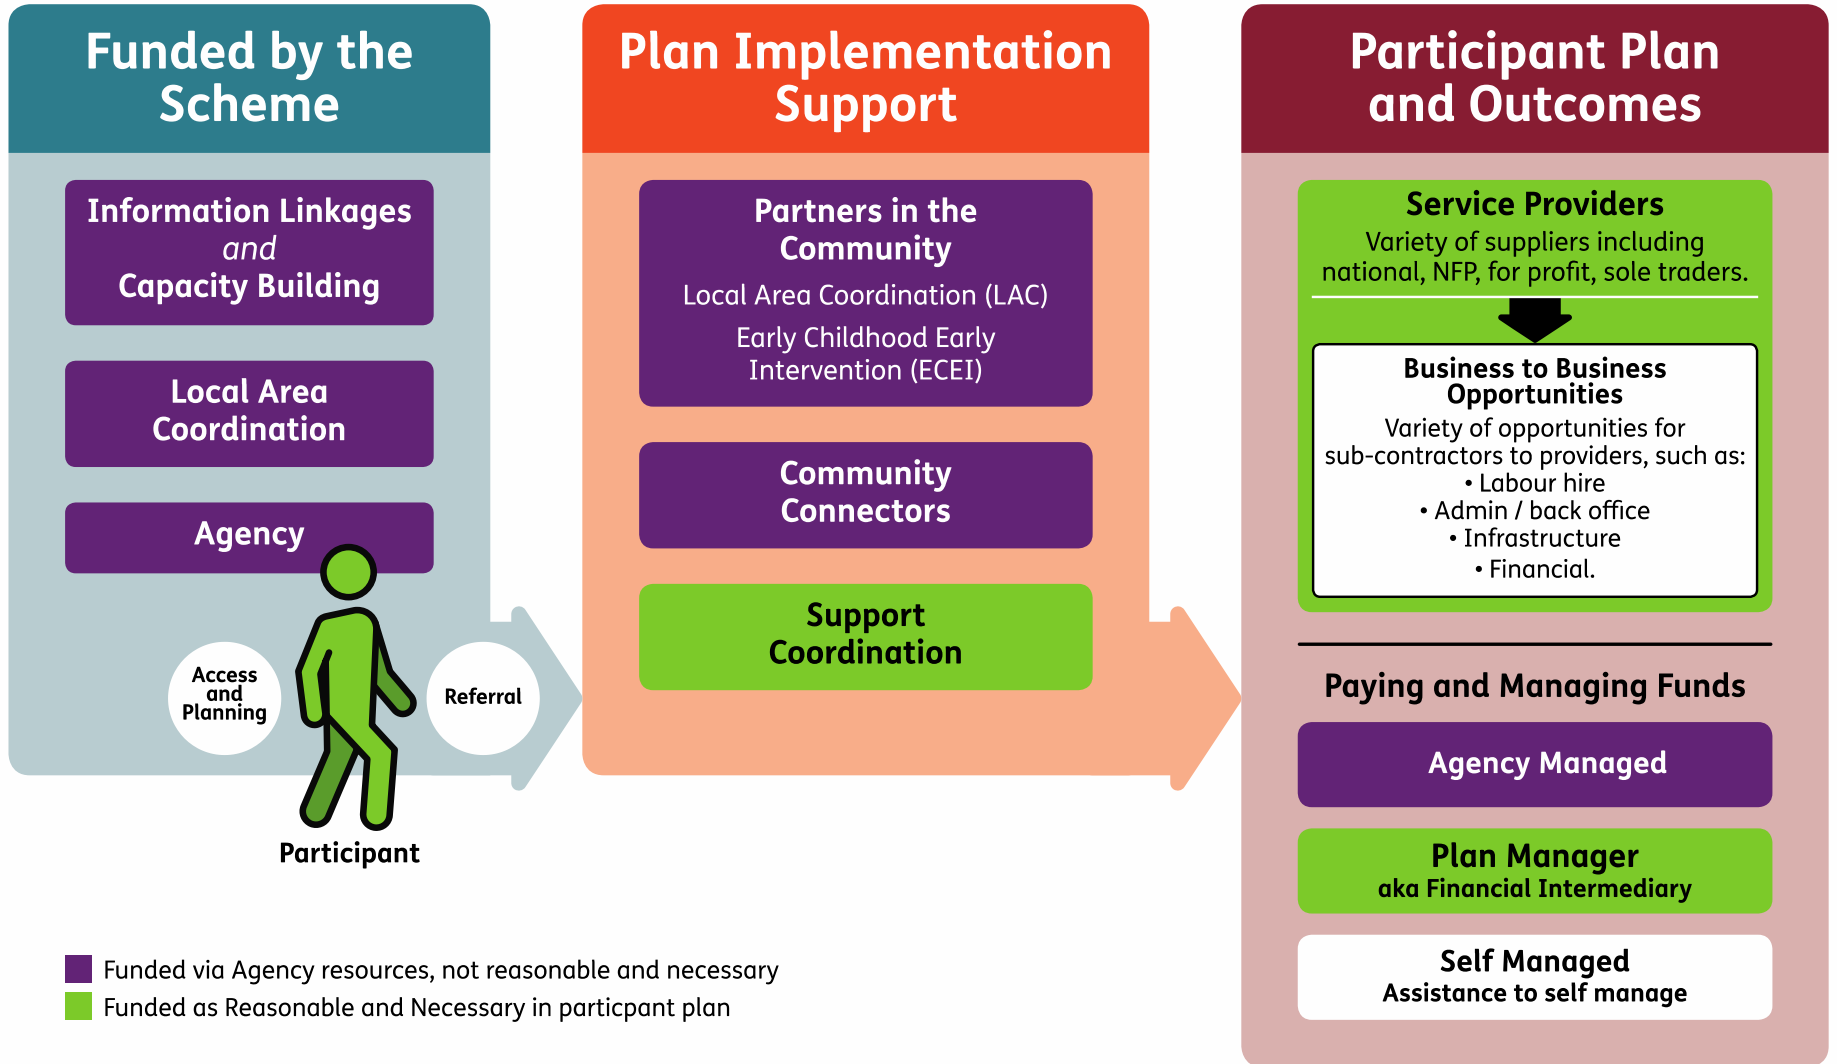 Funded by the
Scheme
Information Linkages
and
Capacity Building
Local Area
Coordination
Agency
Access
and
Planning
Referral
Participant
Plan Implementation
Support
Partners in the
Community
Local Area Coordination (LAC)
Early Childhood Early
Intervention (ECEI)
Community
Connectors
Support
Coordination
Participant Plan
and Outcomes
Service Providers
Variety of suppliers including
national, NFP, for profit, sole traders.
Business to Business
Opportunities
Variety of opportunities for
sub-contractors to providers, such as:
• Labour hire
• Admin / back office
• Infrastructure
• Financial.
Paying and Managing Funds
Agency Managed
Plan Manager
aka Financial Intermediary
Self Managed
Assistance to self manage
Funded via Agency resources, not reasonable and necessary
Funded as Reasonable and Necessary in particpant plan